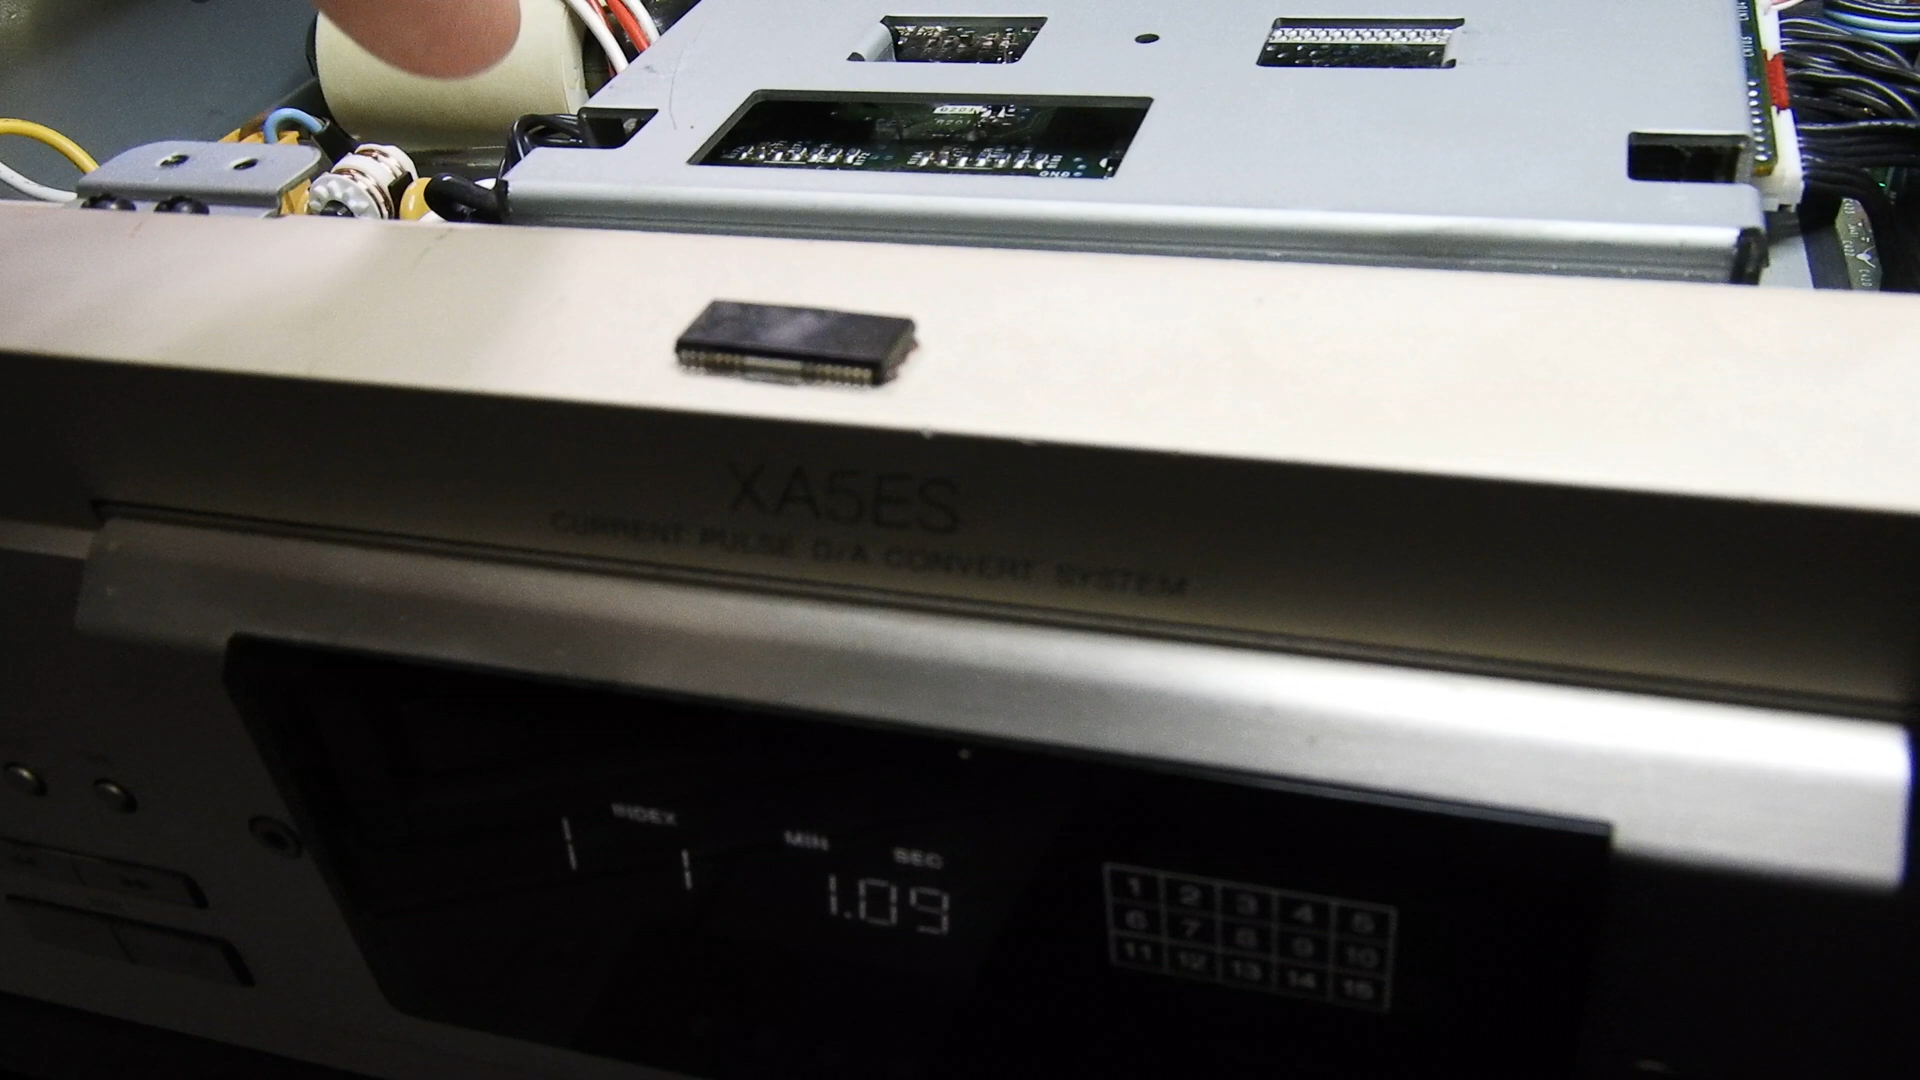 GND
XA5ES
CURRENT PULSE D/A CONVERT SYSTEM
INDEX MIN SEC
1 1 1.09
1 2 3 4 5
6 7 8 9 10
11 12 13 14 15